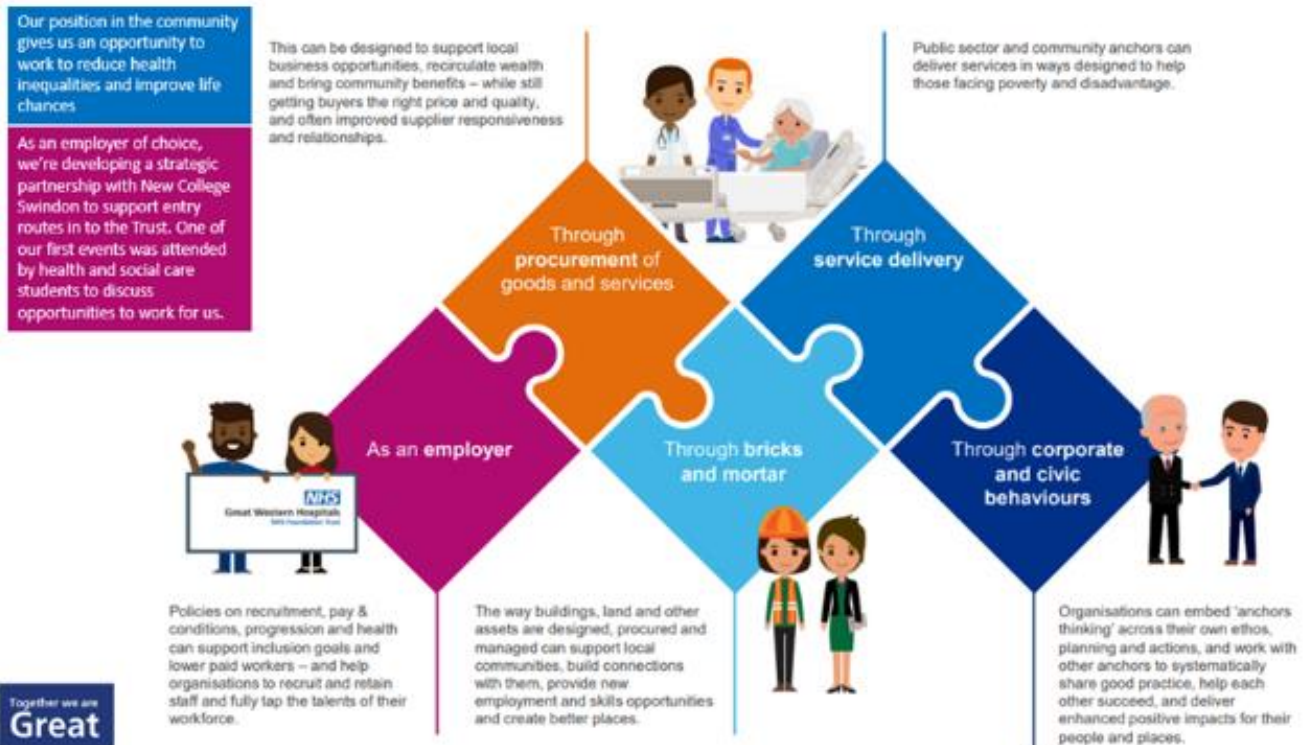 Our position in the community
gives us an opportunity to
work to reduce health
inequalities and improve life
chances
As an employer of choice,
we're developing a strategic
partnership with New College
Swindon to support entry
routes in to the Trust. One of
our first events was attended
by health and social care
students to discuss
opportunities to work for us.
This can be designed to support local
business opportunities, recirculate wealth
and bring community benefits – while still
getting buyers the right price and quality,
and often improved supplier responsiveness
and relationships.
Public sector and community anchors can
deliver services in ways designed to help
those facing poverty and disadvantage.
Through
procurement of
goods and services
Through
service delivery
As an employer
Through bricks
and mortar
Through corporate
and civic
behaviours
NHS
Great Western Hospitals
NHS Foundation Trust
Policies on recruitment, pay &
conditions, progression and health
can support inclusion goals and
lower paid workers – and help
organisations to recruit and retain
staff and fully tap the talents of their
workforce.
The way buildings, land and other
assets are designed, procured and
managed can support local
communities, build connections
with them, provide new
employment and skills opportunities
and create better places.
Organisations can embed 'anchors
thinking' across their own ethos,
planning and actions, and work with
other anchors to systematically
share good practice, help each
other succeed, and deliver
enhanced positive impacts for their
people and places.
Together we are
Great